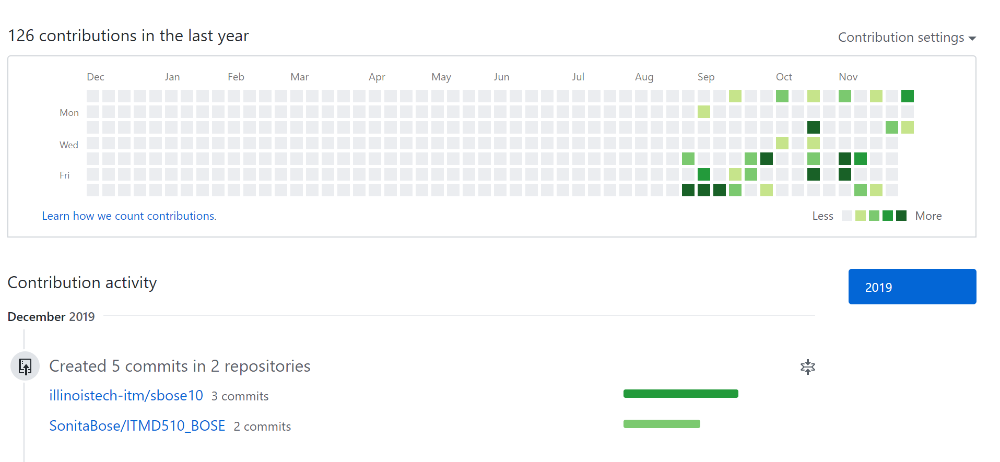 126 contributions in the last year
Contribution settings
Dec Jan Feb Mar Apr May Jun Jul Aug Sep Oct Nov
Mon
Wed
Fri
Learn how we count contributions.
Less More
Contribution activity
2019
December 2019
Created 5 commits in 2 repositories
illinoistech-itm/sbose10 3 commits
SonitaBose/ITMD510_BOSE 2 commits